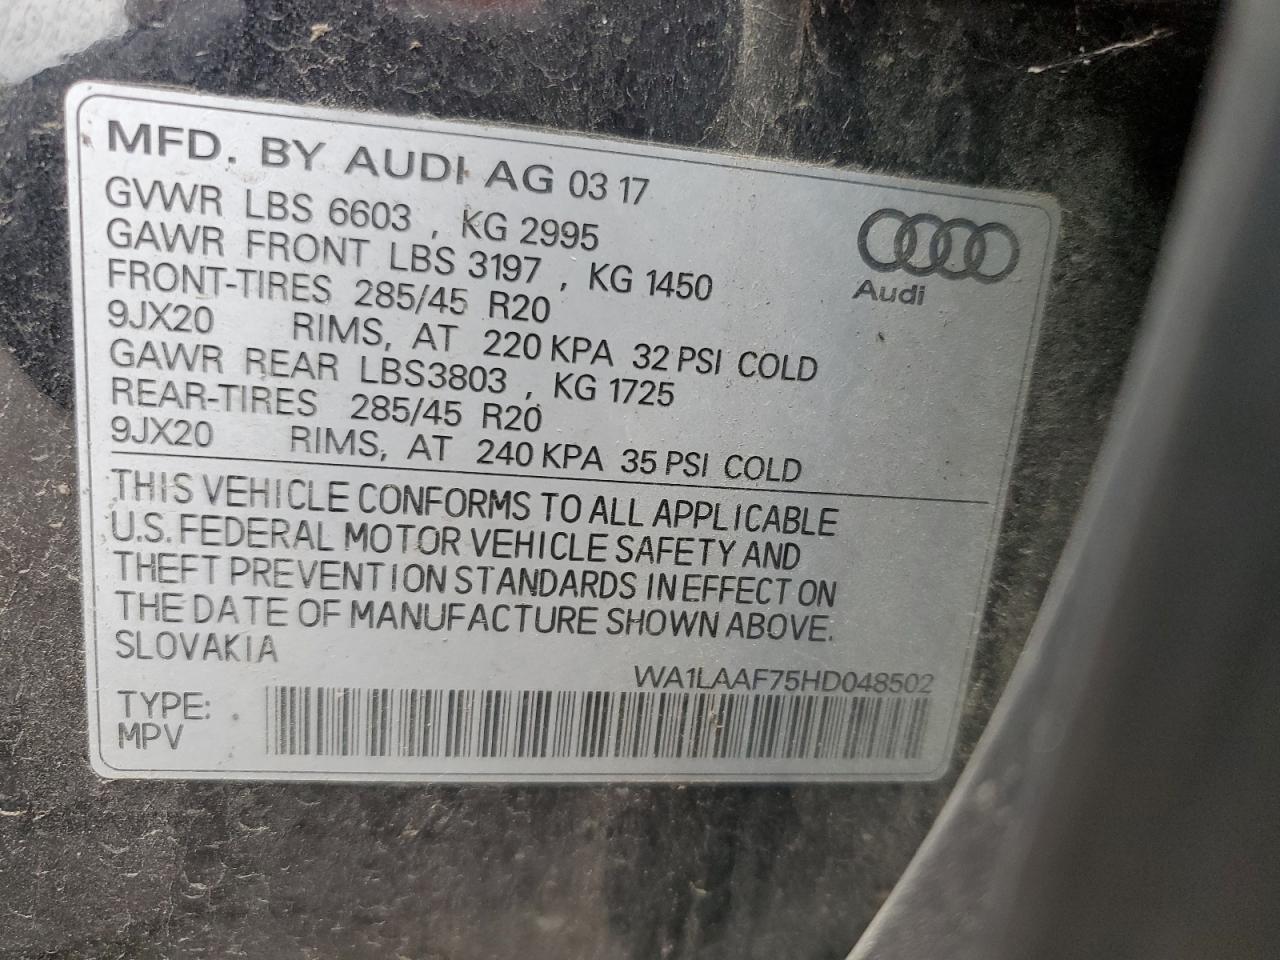 MFD. BY AUDI AG 03 17
GVWR LBS 6603 , KG 2995
GAWR FRONT LBS 3197 , KG 1450
FRONT-TIRES 285/45 R20
9JX20 RIMS, AT 220 KPA 32 PSI COLD
GAWR REAR LBS3803 , KG 1725
REAR-TIRES 285/45 R20
9JX20 RIMS, AT 240 KPA 35 PSI COLD
Audi
THIS VEHICLE CONFORMS TO ALL APPLICABLE
U.S. FEDERAL MOTOR VEHICLE SAFETY AND
THEFT PREVENTION STANDARDS IN EFFECT ON
THE DATE OF MANUFACTURE SHOWN ABOVE.
SLOVAKIA
WA1LAAF75HD048502
TYPE:
MPV